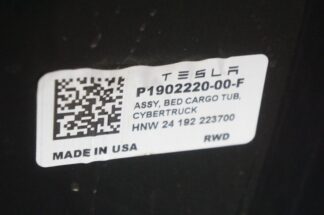 TESLA
P1902220-00-F
ASSY, BED CARGO TUB,
CYBERTRUCK
HNW 24 192 223700
RWD
MADE IN USA